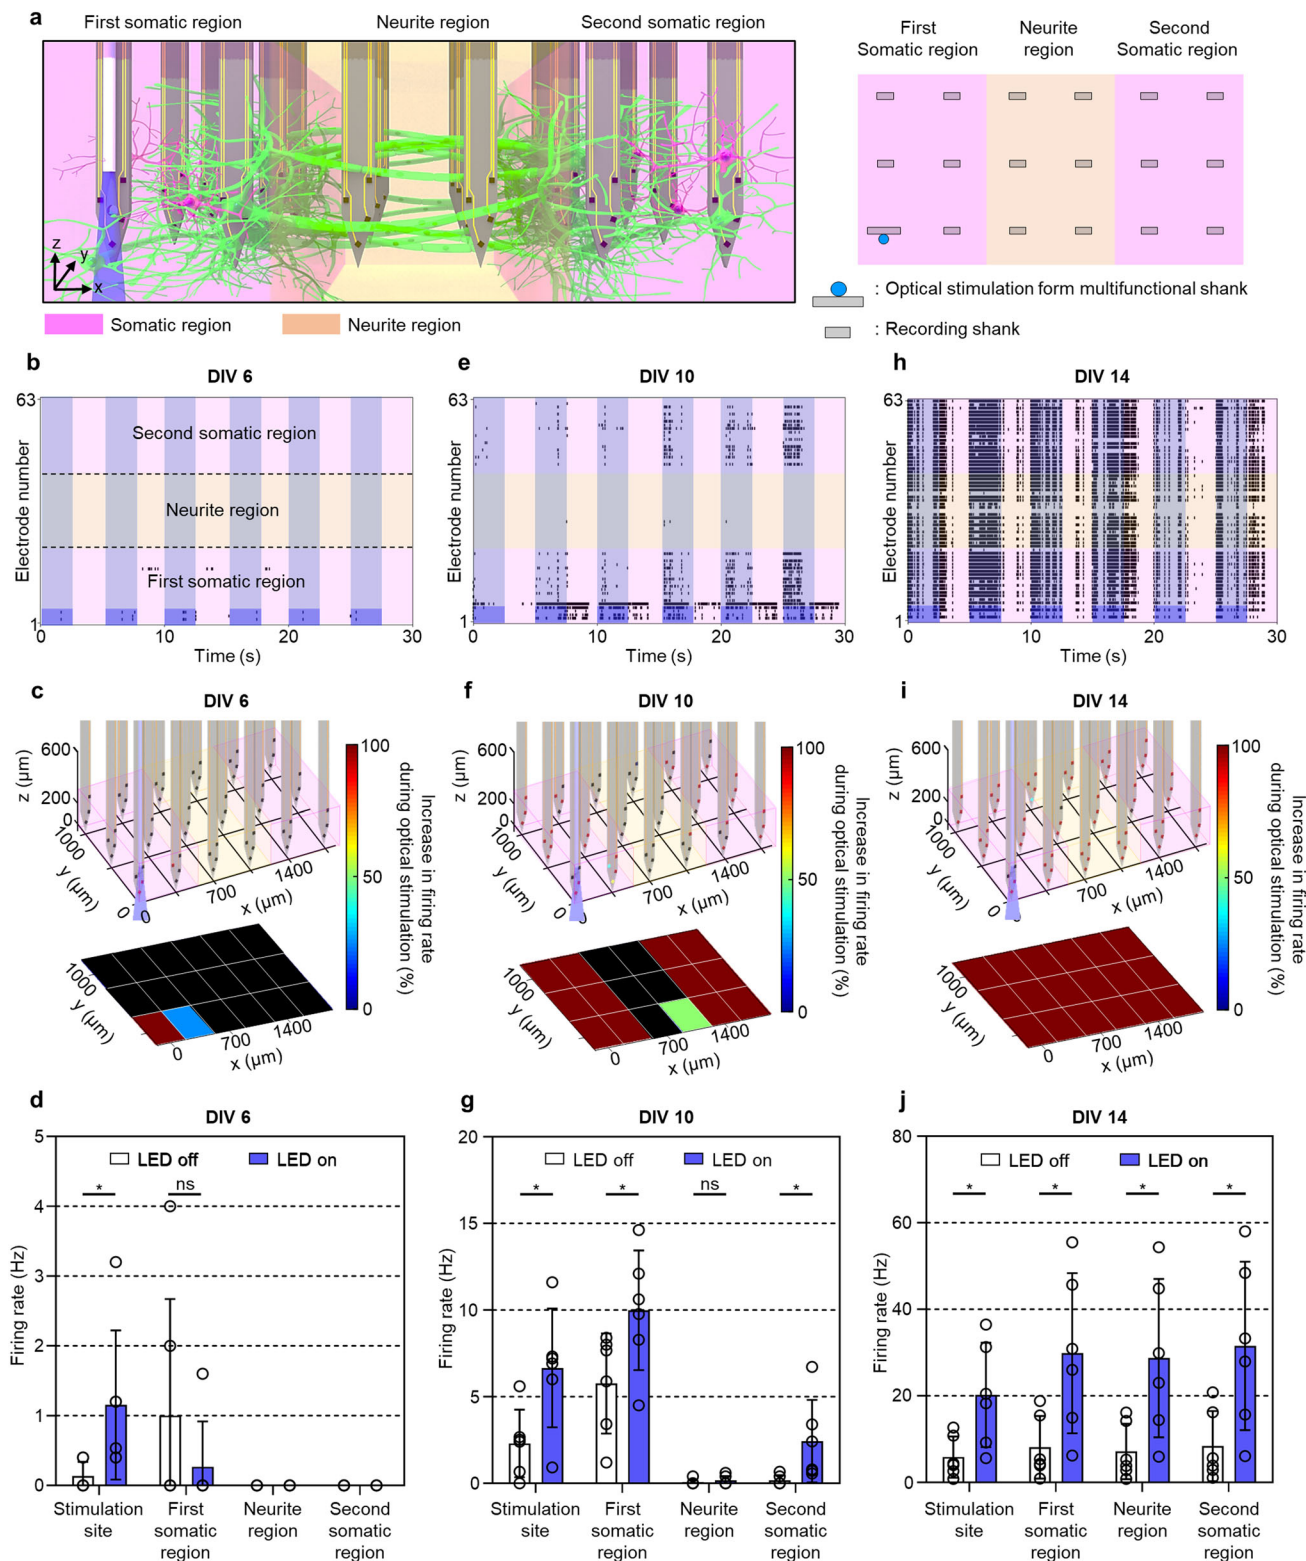 a
First somatic region
Neurite region
Second somatic region
z
y
x
Somatic region
Neurite region
First
Somatic region
Neurite
region
Second
Somatic region
: Optical stimulation form multifunctional shank
: Recording shank
b
DIV 6
63
Second somatic region
Neurite region
First somatic region
1
Electrode number
0 10 20 30
Time (s)
e
DIV 10
63
1
Electrode number
0 10 20 30
Time (s)
h
DIV 14
63
1
Electrode number
0 10 20 30
Time (s)
c
DIV 6
600
200
0
z (µm)
1000
0
y (µm)
0 700 1400
x (µm)
100
50
0
Increase in firing rate
during optical stimulation (%)
1000
y (µm)
0 700 1400
x (µm)
f
DIV 10
600
200
0
z (µm)
1000
0
y (µm)
0 700 1400
x (µm)
100
50
0
Increase in firing rate
during optical stimulation (%)
1000
y (µm)
0 700 1400
x (µm)
i
DIV 14
600
200
0
z (µm)
1000
0
y (µm)
0 700 1400
x (µm)
100
50
0
Increase in firing rate
during optical stimulation (%)
1000
y (µm)
0 700 1400
x (µm)
d
DIV 6
5
4
3
2
1
0
Firing rate (Hz)
LED off LED on
* ns
Stimulation
site
First
somatic
region
Neurite
region
Second
somatic
region
g
DIV 10
20
15
10
5
0
Firing rate (Hz)
LED off LED on
* * ns *
Stimulation
site
First
somatic
region
Neurite
region
Second
somatic
region
j
DIV 14
80
60
40
20
0
Firing rate (Hz)
LED off LED on
* * * *
Stimulation
site
First
somatic
region
Neurite
region
Second
somatic
region